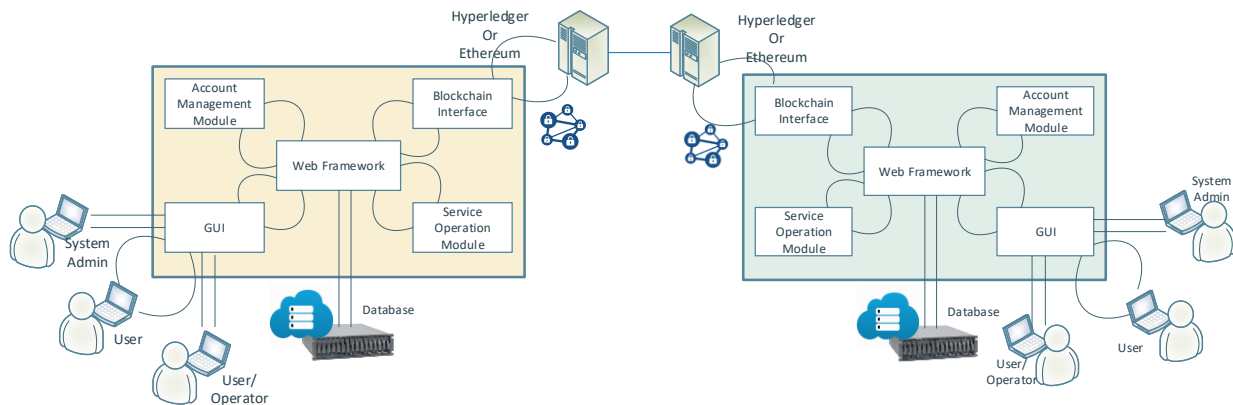 Hyperledger
Or
Ethereum
Account
Management
Module
Blockchain
Interface
Web Framework
GUI
Service
Operation
Module
System
Admin
User
User/
Operator
Database
Hyperledger
Or
Ethereum
Blockchain
Interface
Account
Management
Module
Web Framework
Service
Operation
Module
GUI
System
Admin
Database
User/
Operator
User